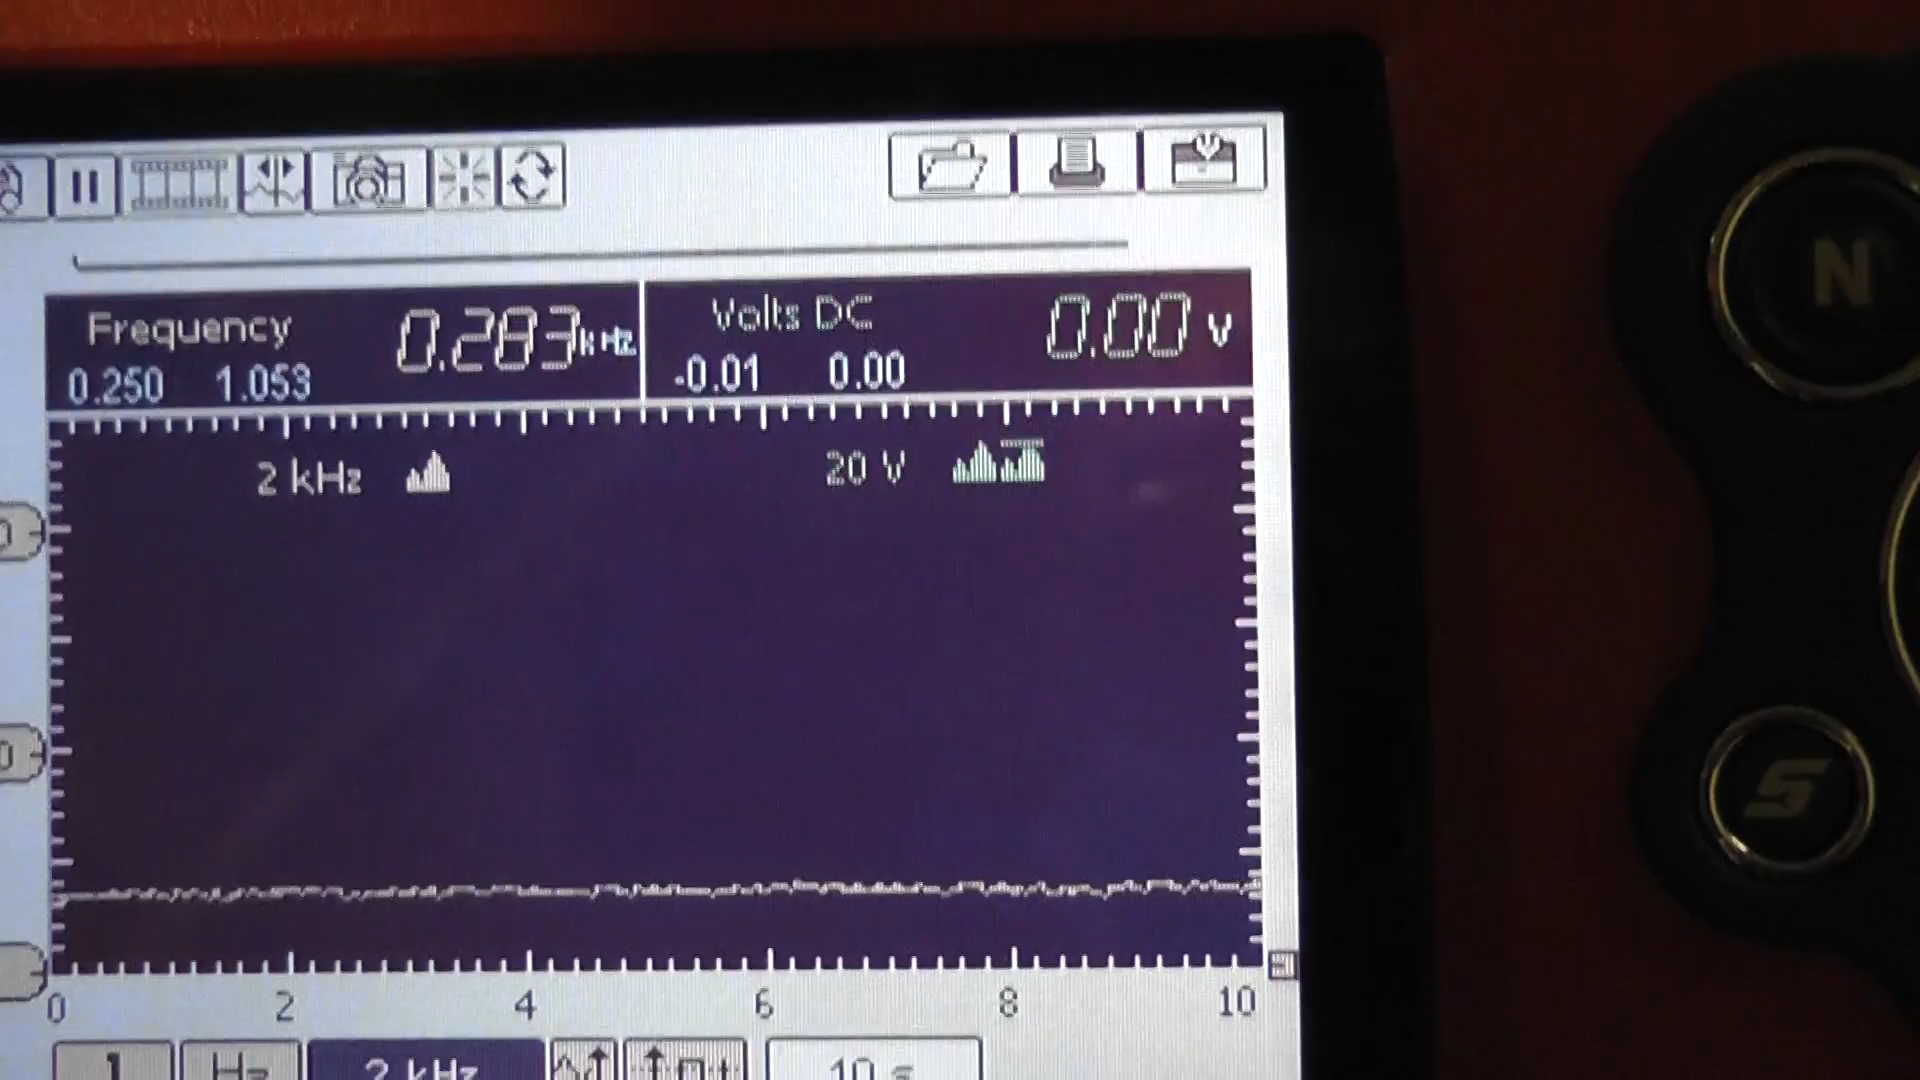 Frequency 0.283 kHz Volts DC 0.00 V
0.250 1.053 -0.01 0.00
2 kHz 20 V
0 2 4 6 8 10
1 Hz 2 kHz 10 s
N
S